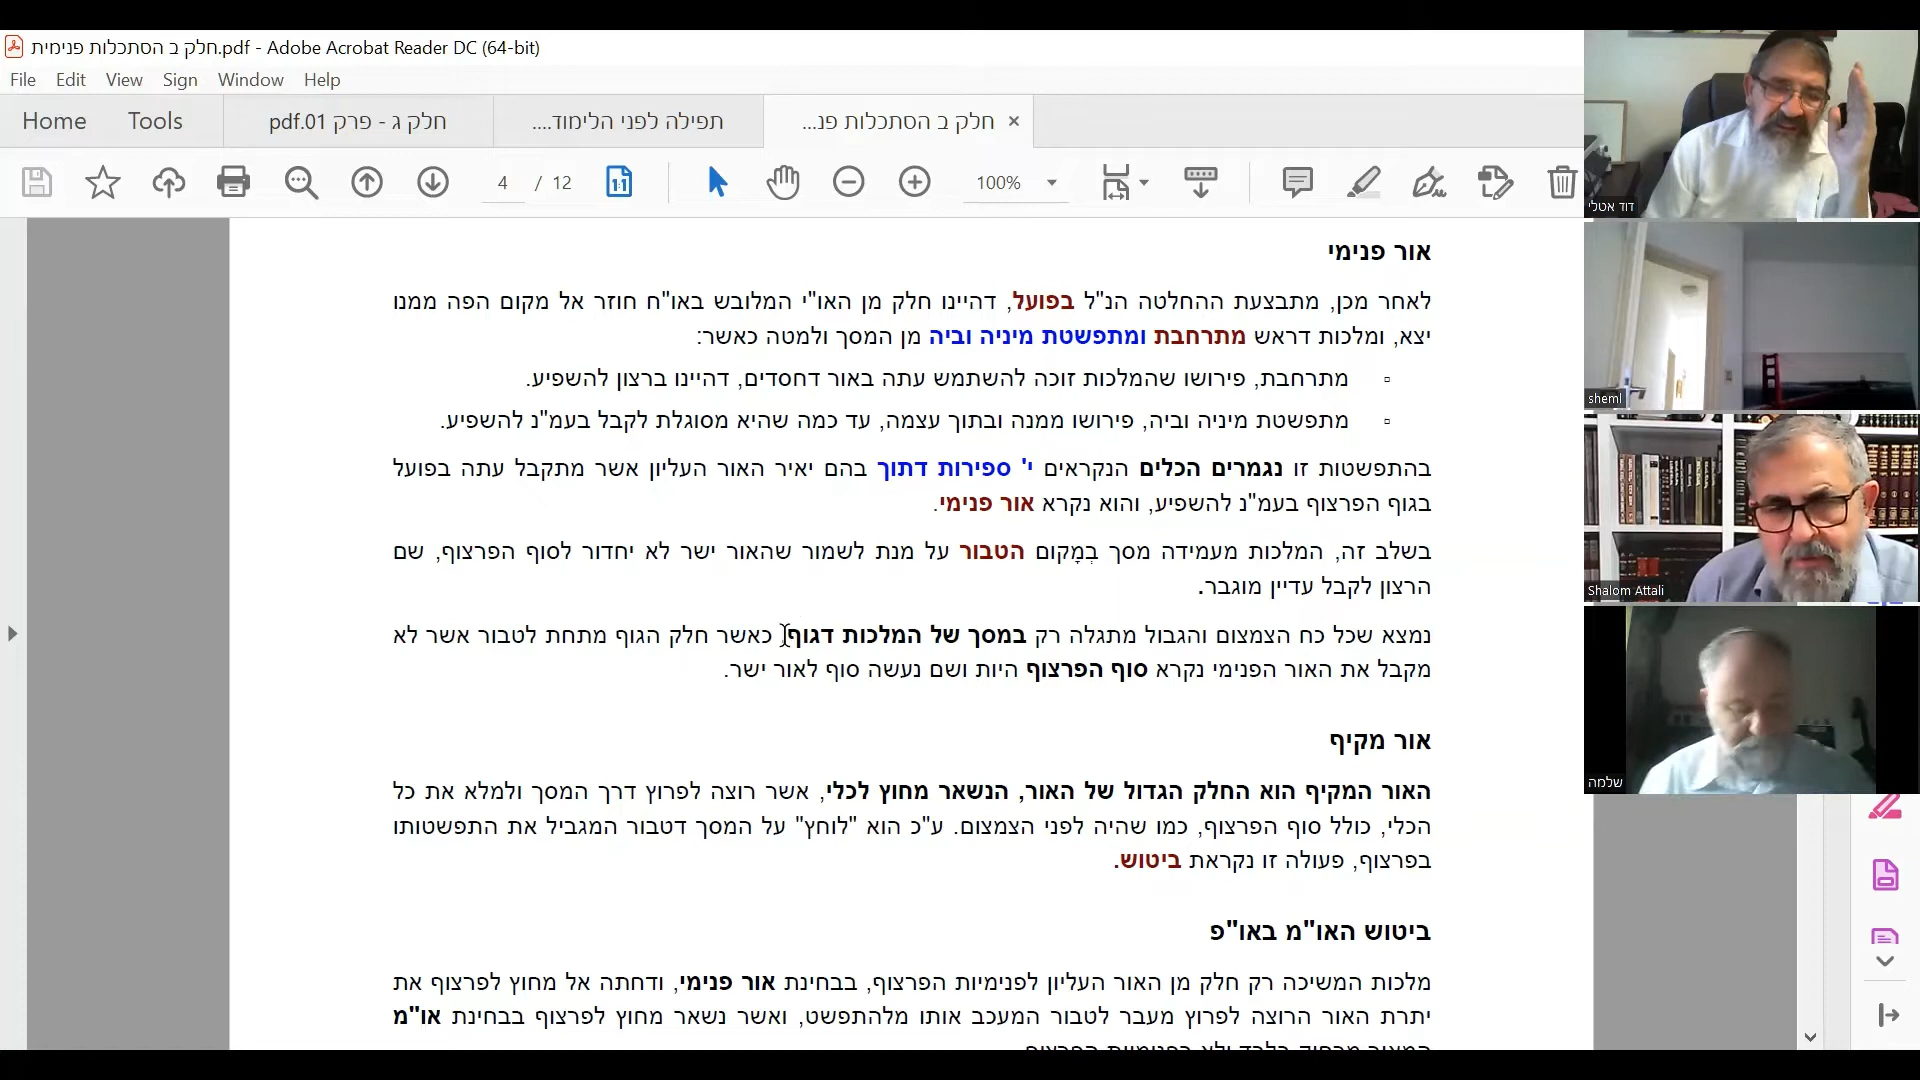 חלק ב הסתכלות פנימית.pdf - Adobe Acrobat Reader DC (64-bit)
File Edit View Sign Window Help
Home Tools חלק ג - פרק 01.pdf תפילה לפני הלימוד.... חלק ב הסתכלות פנ... ×
4 / 12 100%
אור פנימי
לאחר מכן, מתבצעת ההחלטה הנ"ל בפועל, דהיינו חלק מן האו"י המלובש באו"ח חוזר אל מקום הפה ממנו
יצא, ומלכות דראש מתרחבת ומתפשטת מיניה וביה מן המסך ולמטה כאשר:
▫ מתרחבת, פירושו שהמלכות זוכה להשתמש עתה באור דחסדים, דהיינו ברצון להשפיע.
▫ מתפשטת מיניה וביה, פירושו ממנה ובתוך עצמה, עד כמה שהיא מסוגלת לקבל בעמ"נ להשפיע.
בהתפשטות זו נגמרים הכלים הנקראים י' ספירות דתוך בהם יאיר האור העליון אשר מתקבל עתה בפועל
בגוף הפרצוף בעמ"נ להשפיע, והוא נקרא אור פנימי.
בשלב זה, המלכות מעמידה מסך בְּמָקום הטבור על מנת לשמור שהאור ישר לא יחדור לסוף הפרצוף, שם
הרצון לקבל עדיין מוגבר.
נמצא שכל כח הצמצום והגבול מתגלה רק במסך של המלכות דגוף, כאשר חלק הגוף מתחת לטבור אשר לא
מקבל את האור הפנימי נקרא סוף הפרצוף היות ושם נעשה סוף לאור ישר.
אור מקיף
האור המקיף הוא החלק הגדול של האור, הנשאר מחוץ לכלי, אשר רוצה לפרוץ דרך המסך ולמלא את כל
הכלי, כולל סוף הפרצוף, כמו שהיה לפני הצמצום. ע"כ הוא "לוחץ" על המסך דטבור המגביל את התפשטותו
בפרצוף, פעולה זו נקראת ביטוש.
ביטוש האו"מ באו"פ
מלכות המשיכה רק חלק מן האור העליון לפנימיות הפרצוף, בבחינת אור פנימי, ודחתה אל מחוץ לפרצוף את
יתרת האור הרוצה לפרוץ מעבר לטבור המעכב אותו מלהתפשט, ואשר נשאר מחוץ לפרצוף בבחינת או"מ
דוד אטלי
sheml
Shalom Attali
שלמה